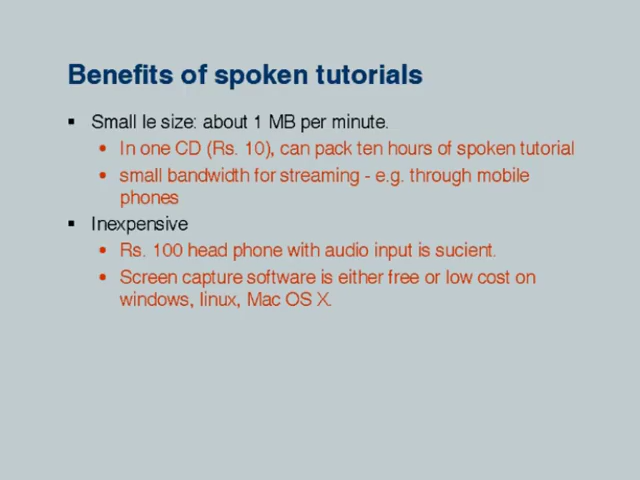 Benefits of spoken tutorials
▪ Small le size: about 1 MB per minute.
• In one CD (Rs. 10), can pack ten hours of spoken tutorial
• small bandwidth for streaming - e.g. through mobile
phones
▪ Inexpensive
• Rs. 100 head phone with audio input is sucient.
• Screen capture software is either free or low cost on
windows, linux, Mac OS X.